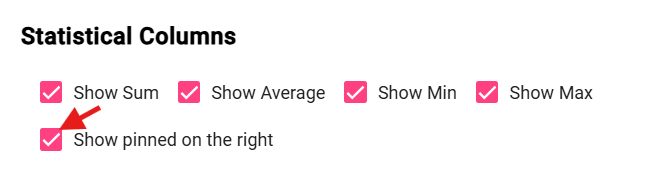 Statistical Columns
Show Sum Show Average Show Min Show Max
Show pinned on the right